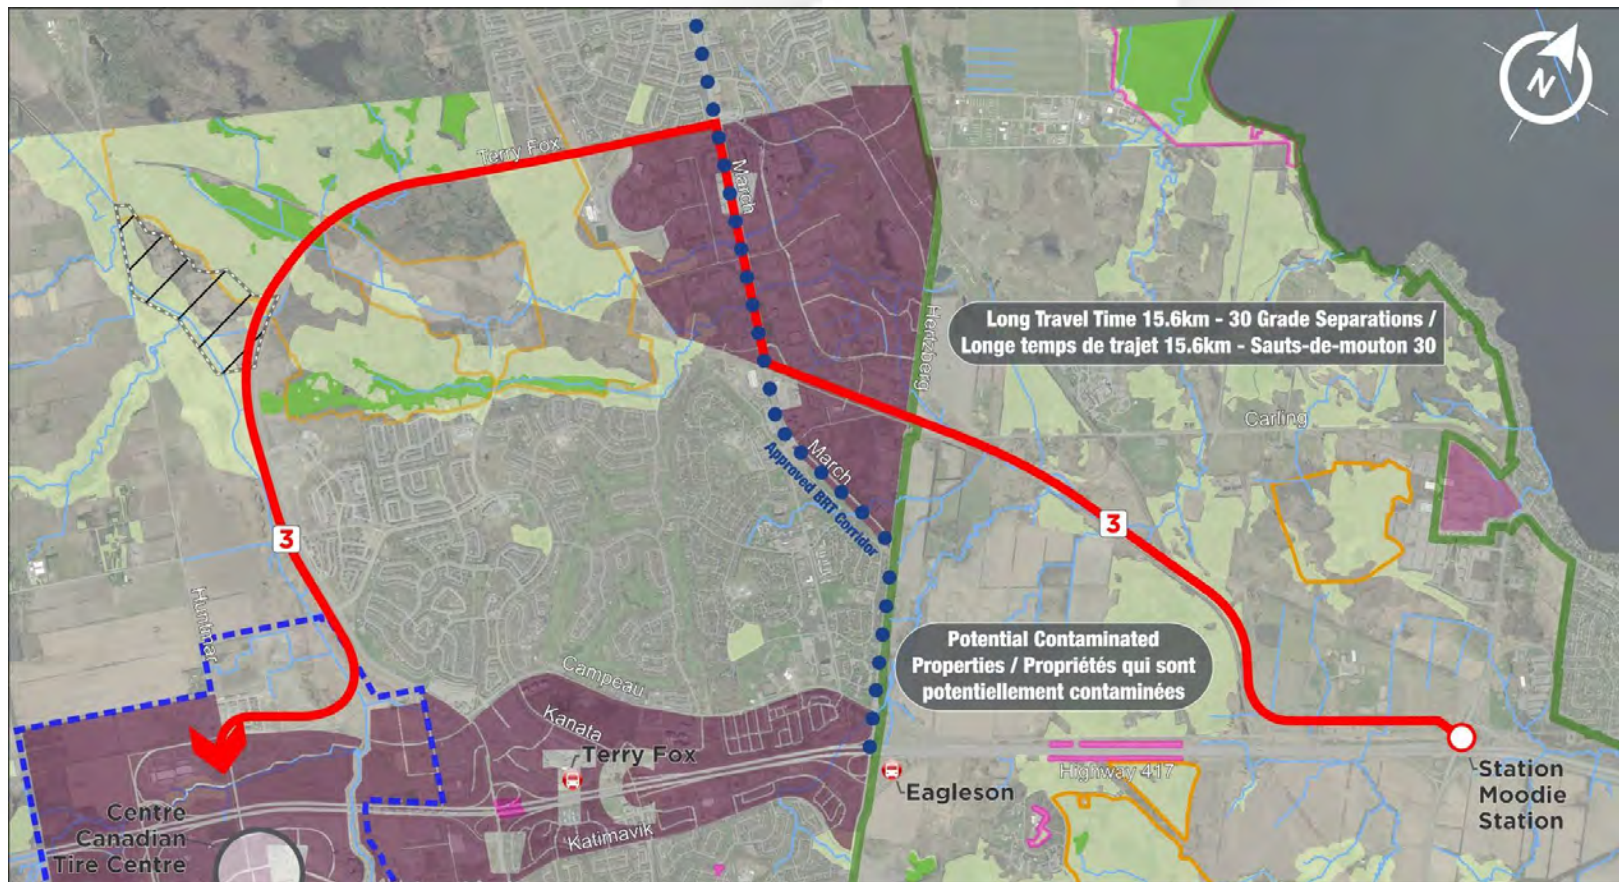 N
Terry Fox
March
Hertzberg
Long Travel Time 15.6km - 30 Grade Separations /
Longe temps de trajet 15.6km - Sauts-de-mouton 30
Carling
March
Approved BRT Corridor
3
3
Huntmar
Potential Contaminated
Properties / Propriétés qui sont
potentiellement contaminées
Campeau
Kanata
Terry Fox
Highway 417
Eagleson
Station
Moodie
Station
Katimavik
Centre
Canadian
Tire Centre